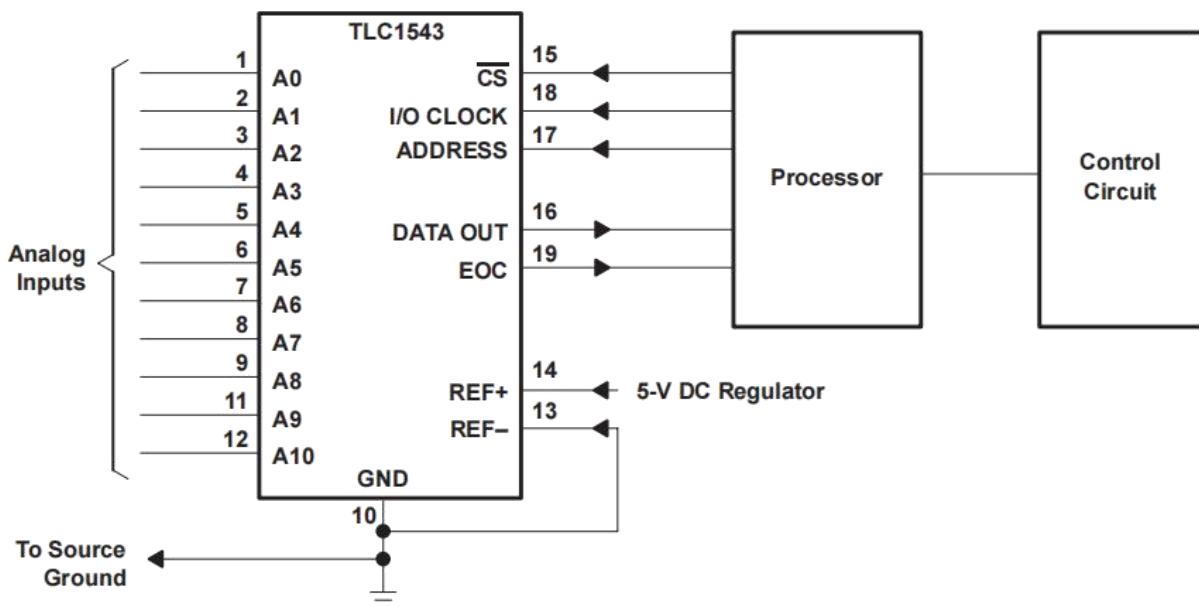 TLC1543
1
A0
2
A1
3
A2
4
A3
5
A4
6
A5
7
A6
8
A7
9
A8
11
A9
12
A10
Analog
Inputs
15
CS
18
I/O CLOCK
17
ADDRESS
16
DATA OUT
19
EOC
14
REF+
5-V DC Regulator
13
REF–
GND
10
To Source
Ground
Processor
Control
Circuit